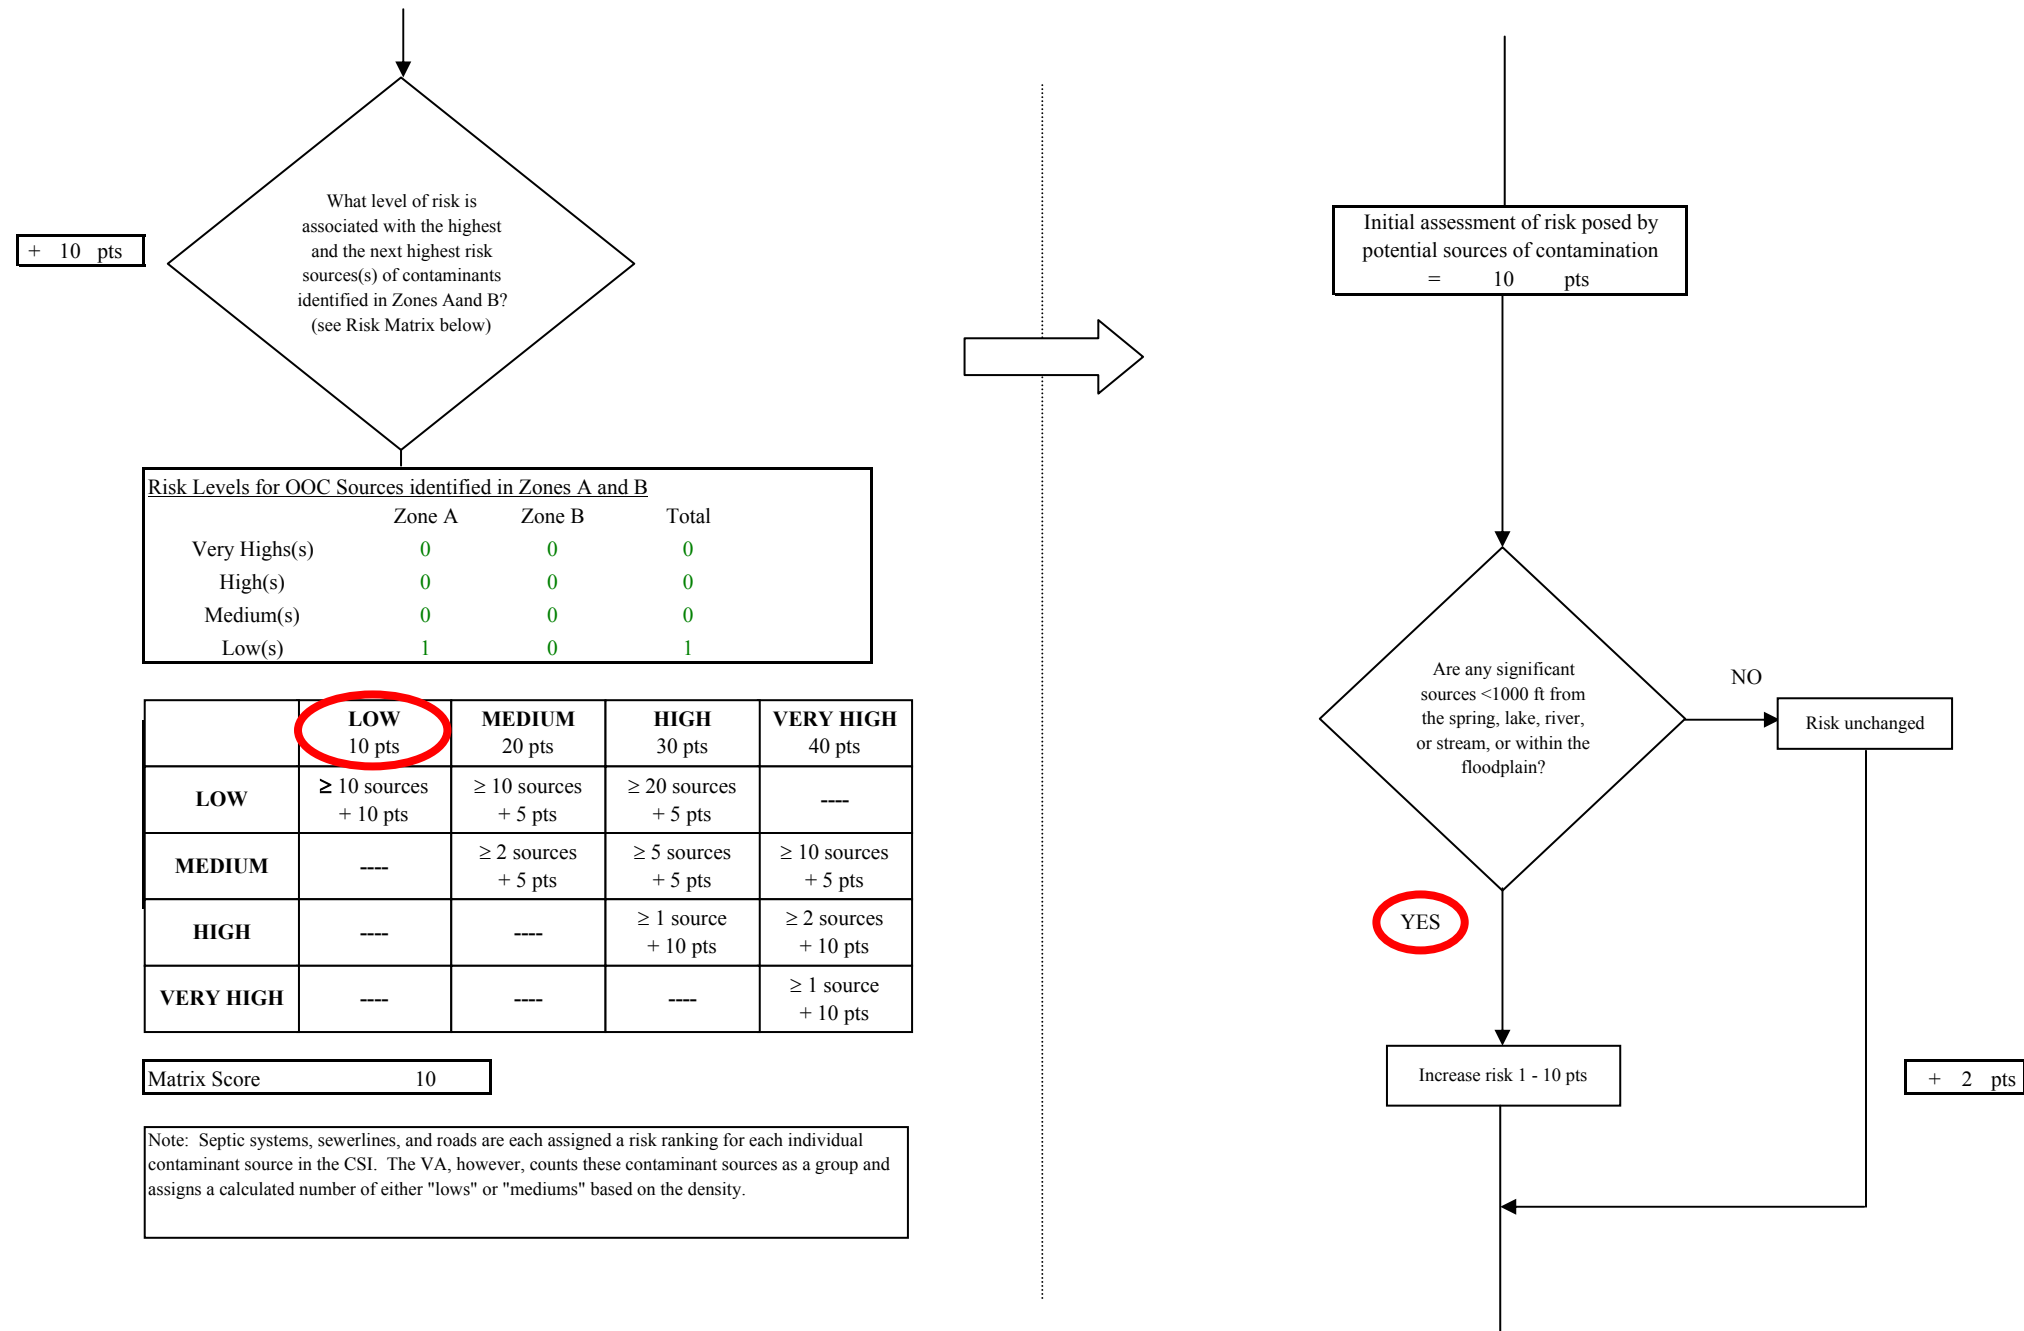 What level of risk is
associated with the highest
and the next highest risk
sources(s) of contaminants
identified in Zones Aand B?
(see Risk Matrix below)
+ 10 pts
Risk Levels for OOC Sources identified in Zones A and B
Zone A Zone B Total
Very Highs(s) 0 0 0
High(s) 0 0 0
Medium(s) 0 0 0
Low(s) 1 0 1
LOW MEDIUM HIGH VERY HIGH
10 pts 20 pts 30 pts 40 pts
LOW ≥ 10 sources ≥ 10 sources ≥ 20 sources ----
+ 10 pts + 5 pts + 5 pts
MEDIUM ---- ≥ 2 sources ≥ 5 sources ≥ 10 sources
+ 5 pts + 5 pts + 5 pts
HIGH ---- ---- ≥ 1 source ≥ 2 sources
+ 10 pts + 10 pts
VERY HIGH ---- ---- ---- ≥ 1 source
+ 10 pts
Matrix Score 10
Note: Septic systems, sewerlines, and roads are each assigned a risk ranking for each individual
contaminant source in the CSI. The VA, however, counts these contaminant sources as a group and
assigns a calculated number of either "lows" or "mediums" based on the density.
Initial assessment of risk posed by
potential sources of contamination
= 10 pts
Are any significant
sources <1000 ft from
the spring, lake, river,
or stream, or within the
floodplain?
NO
Risk unchanged
YES
Increase risk 1 - 10 pts
+ 2 pts